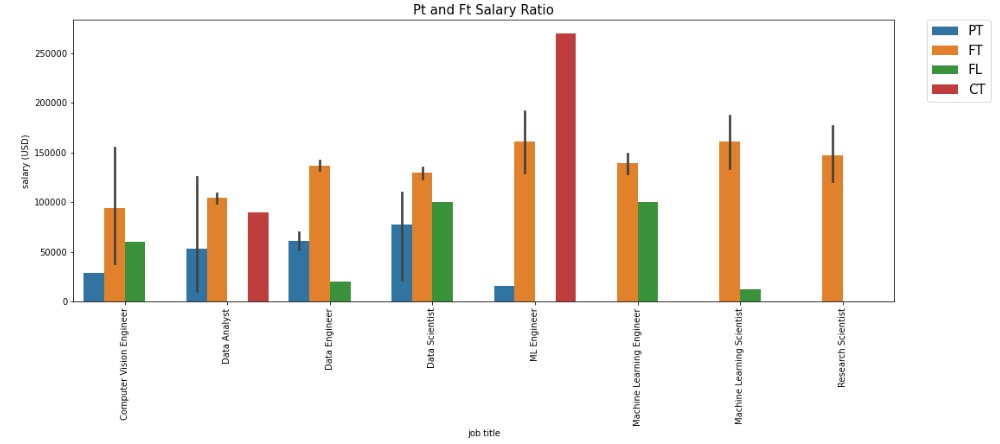 Pt and Ft Salary Ratio
PT
FT
FL
CT
salary (USD)
250000
200000
150000
100000
50000
0
Computer Vision Engineer
Data Analyst
Data Engineer
Data Scientist
ML Engineer
Machine Learning Engineer
Machine Learning Scientist
Research Scientist
job title